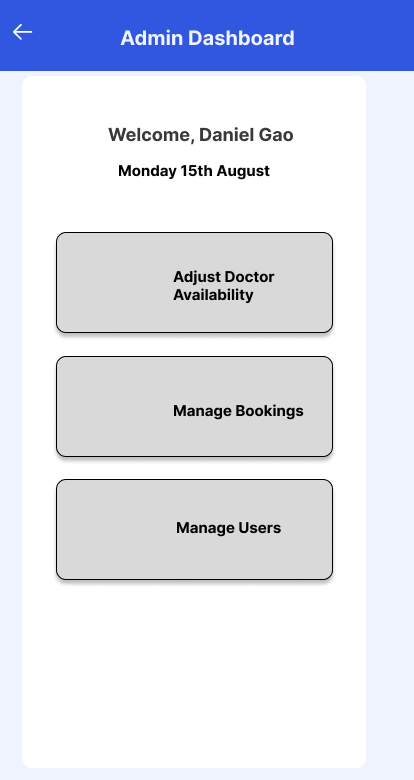 Admin Dashboard
Welcome, Daniel Gao
Monday 15th August
Adjust Doctor
Availability
Manage Bookings
Manage Users